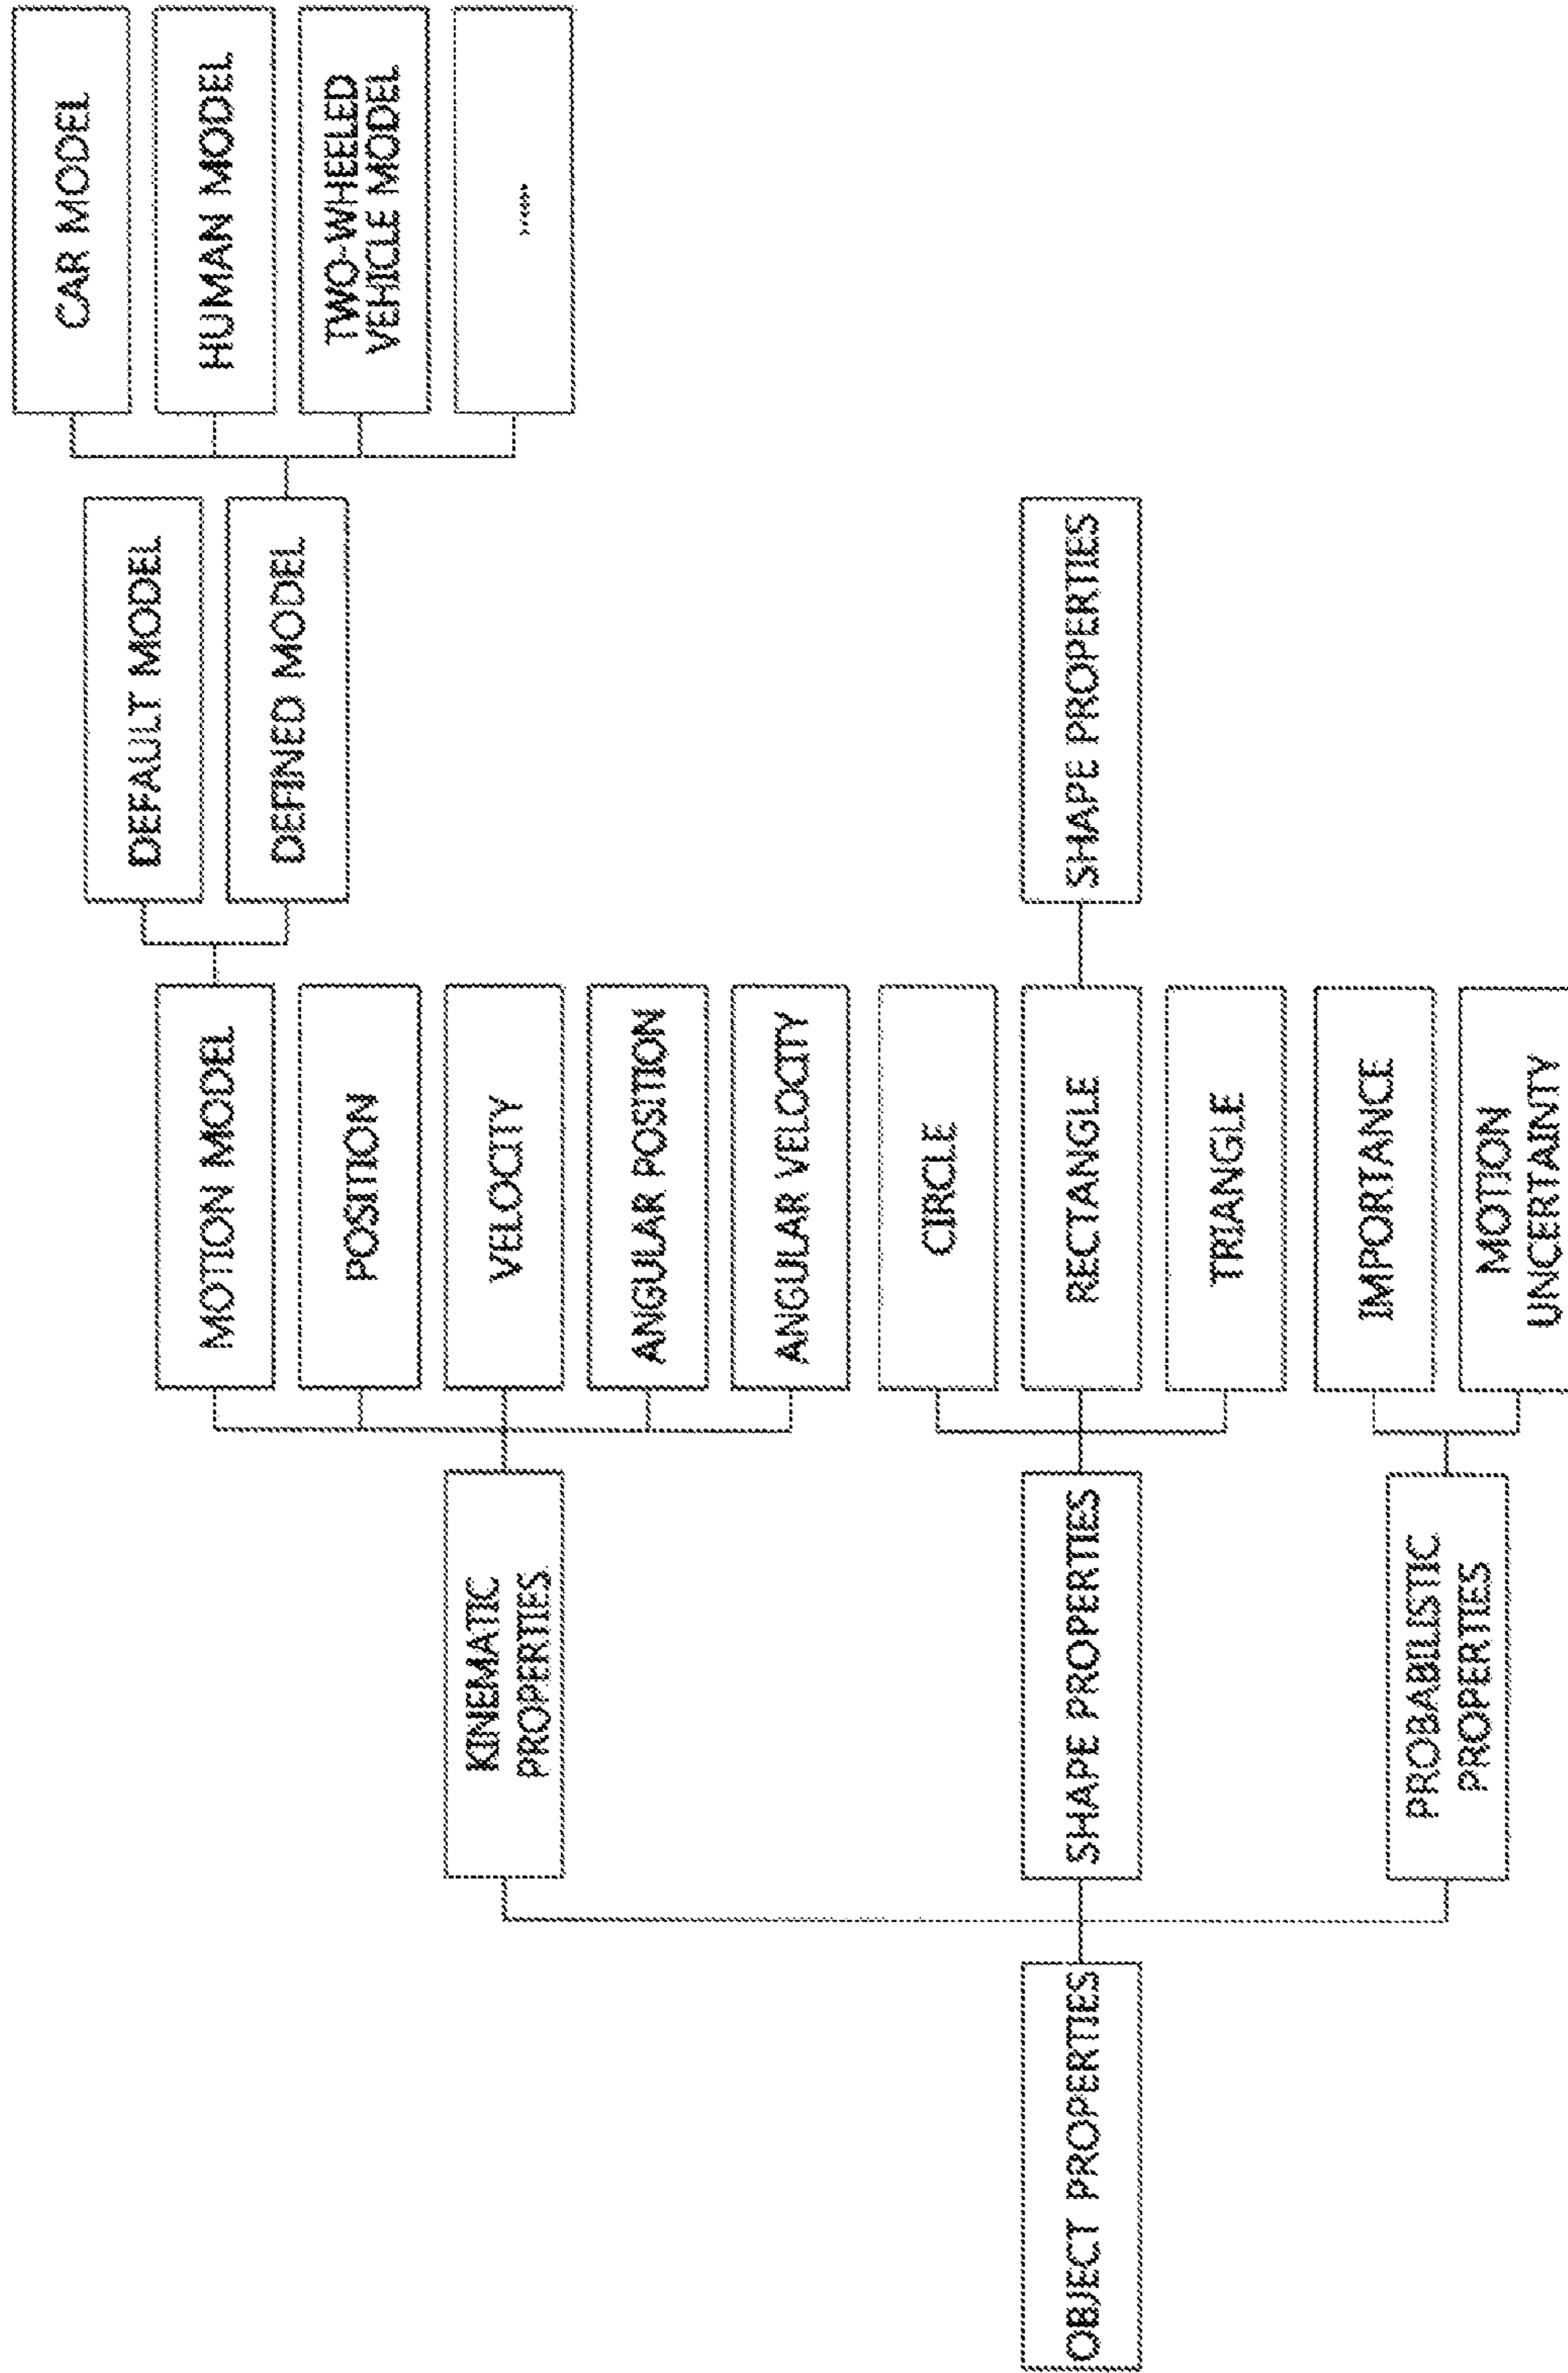 OBJECT PROPERTIES
KINEMATIC
PROPERTIES
SHAPE PROPERTIES
PROBABILISTIC
PROPERTIES
MOTION MODEL
POSITION
VELOCITY
ANGULAR POSITION
ANGULAR VELOCITY
CIRCLE
RECTANGLE
TRIANGLE
IMPORTANCE
MOTION
UNCERTAINTY
DEFAULT MODEL
DEFINED MODEL
SHAPE PROPERTIES
CAR MODEL
HUMAN MODEL
TWO-WHEELED
VEHICLE MODEL
.....